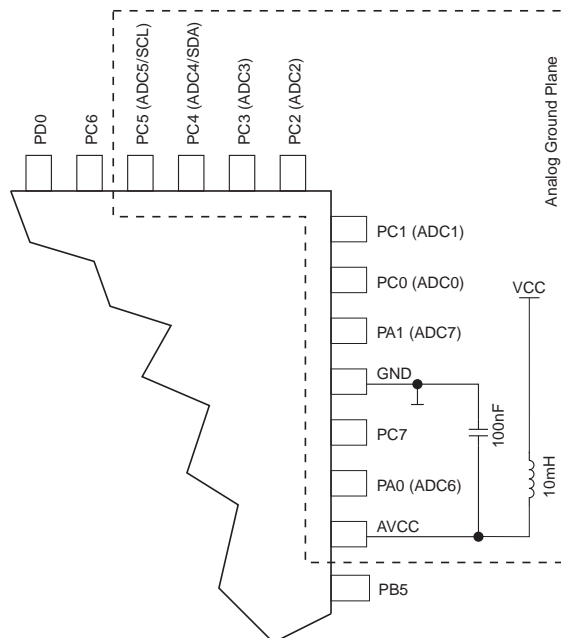 PD0
PC6
PC5 (ADC5/SCL)
PC4 (ADC4/SDA)
PC3 (ADC3)
PC2 (ADC2)
Analog Ground Plane
PC1 (ADC1)
PC0 (ADC0)
VCC
PA1 (ADC7)
GND
100nF
PC7
10mH
PA0 (ADC6)
AVCC
PB5